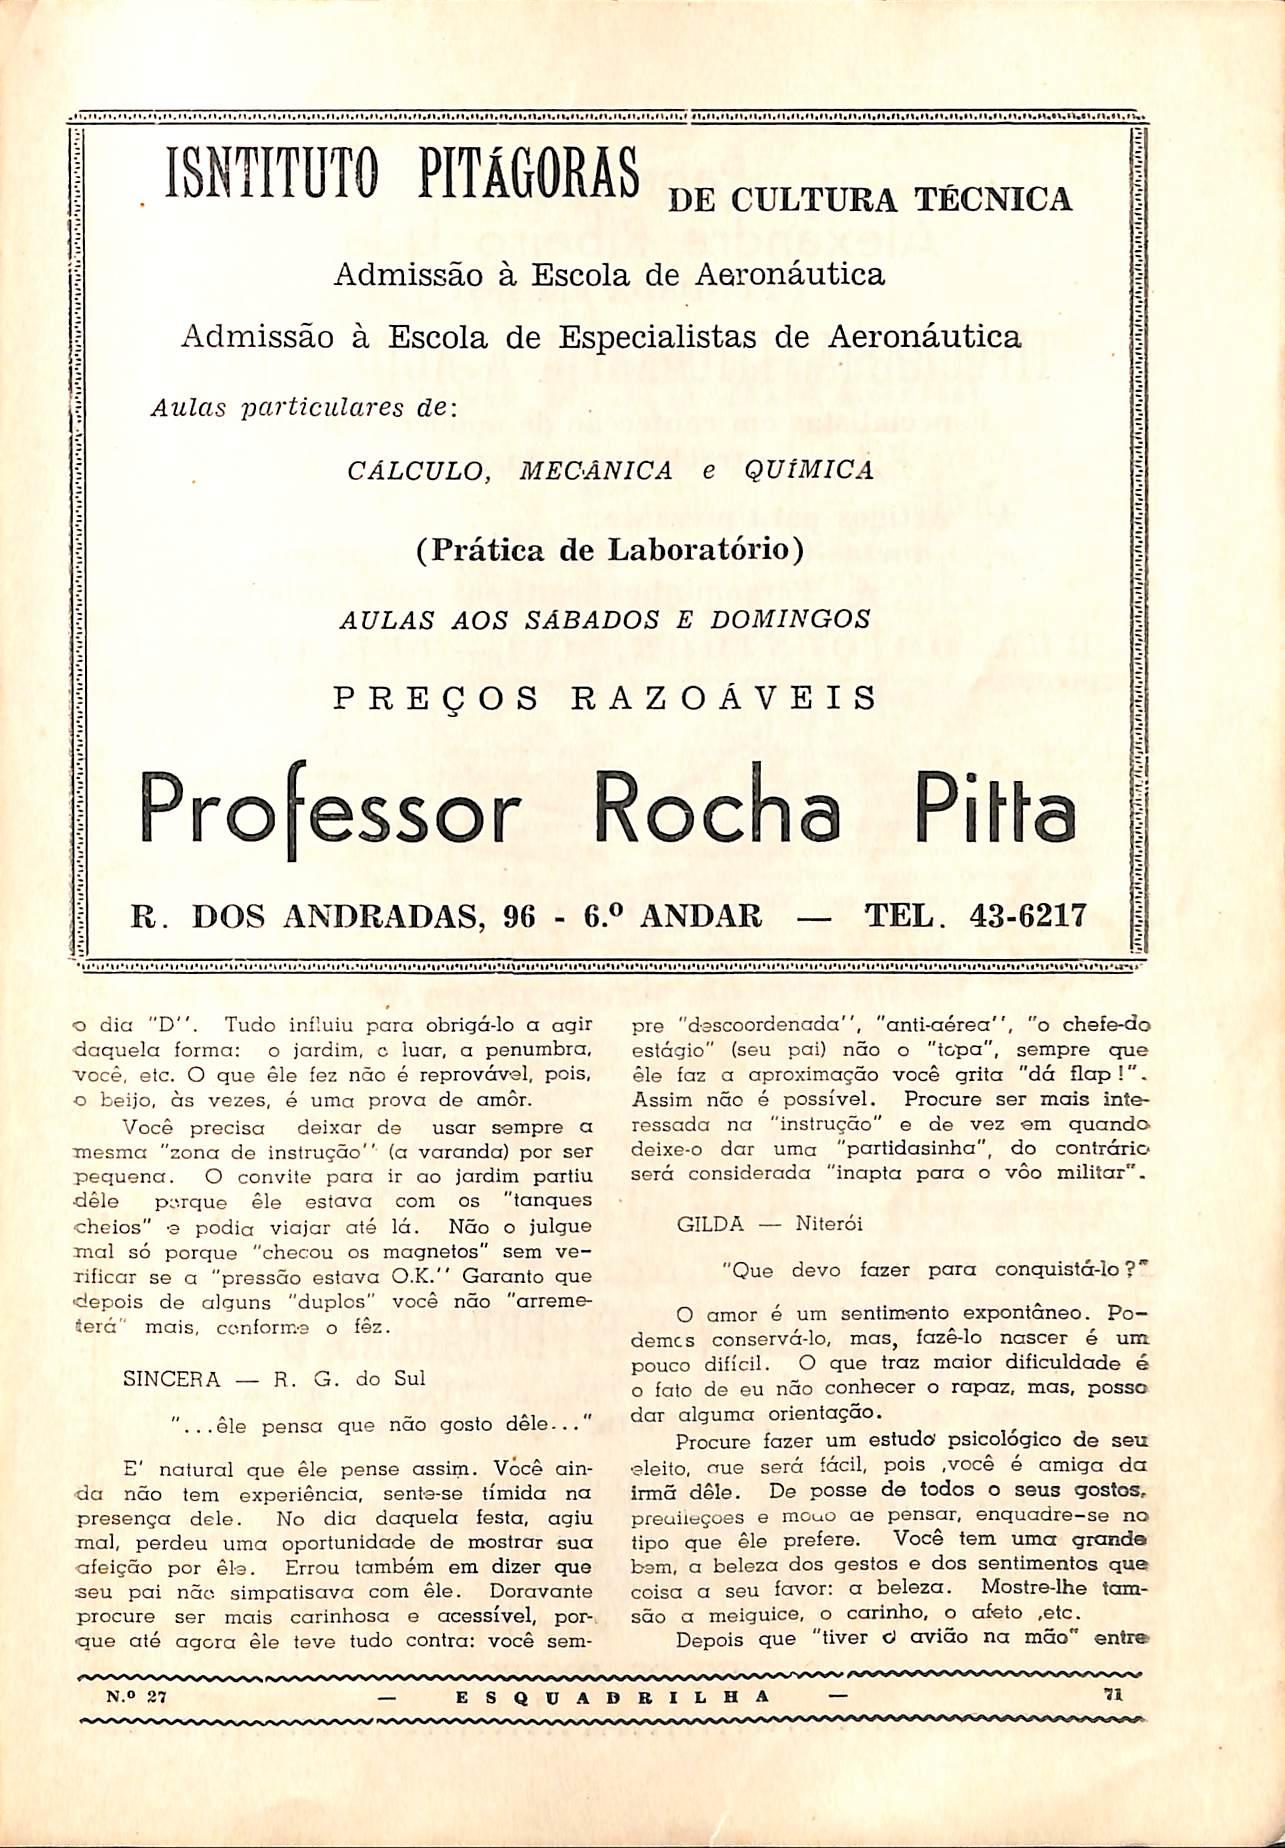 ISNTITUTO PITÁGORAS DE CULTURA TÉCNICA
Admissão à Escola de Aeronáutica
Admissão à Escola de Especialistas de Aeronáutica
Aulas particulares de:
CÁLCULO, MECÂNICA e QUÍMICA
(Prática de Laboratório)
AULAS AOS SÁBADOS E DOMINGOS
PREÇOS RAZOÁVEIS
Professor Rocha Pitta
R. DOS ANDRADAS, 96 - 6.º ANDAR — TEL. 43-6217
o dia "D". Tudo influiu para obrigá-lo a agir
daquela forma: o jardim, o luar, a penumbra,
você, etc. O que êle fez não é reprovável, pois,
o beijo, às vezes, é uma prova de amôr.
Você precisa deixar de usar sempre a
mesma "zona de instrução" (a varanda) por ser
pequena. O convite para ir ao jardim partiu
dêle porque êle estava com os "tanques
cheios" e podia viajar até lá. Não o julgue
mal só porque "checou os magnetos" sem ve-
rificar se a "pressão estava O.K." Garanto que
depois de alguns "duplos" você não "arreme-
terá" mais, conforme o fêz.
SINCERA — R. G. do Sul
"...êle pensa que não gosto dêle..."
E' natural que êle pense assim. Você ain-
da não tem experiência, sente-se tímida na
presença dele. No dia daquela festa, agiu
mal, perdeu uma oportunidade de mostrar sua
afeição por êle. Errou também em dizer que
seu pai não simpatisava com êle. Doravante
procure ser mais carinhosa e acessível, por-
que até agora êle teve tudo contra: você sem-
pre "descoordenada", "anti-aérea", "o chefe-do
estágio" (seu pai) não o "topa", sempre que
êle faz a aproximação você grita "dá flap!".
Assim não é possível. Procure ser mais inte-
ressada na "instrução" e de vez em quando
deixe-o dar uma "partidasinha", do contrário
será considerada "inapta para o vôo militar".
GILDA — Niterói
"Que devo fazer para conquistá-lo?"
O amor é um sentimento expontâneo. Po-
demos conservá-lo, mas, fazê-lo nascer é um
pouco difícil. O que traz maior dificuldade é
o fato de eu não conhecer o rapaz, mas, posso
dar alguma orientação.
Procure fazer um estudo psicológico de seu
eleito, que será fácil, pois ,você é amiga da
irmã dêle. De posse de todos o seus gostos,
predileções e modo de pensar, enquadre-se no
tipo que êle prefere. Você tem uma grande
bem, a beleza dos gestos e dos sentimentos que
coisa a seu favor: a beleza. Mostre-lhe tam-
são a meiguice, o carinho, o afeto ,etc.
Depois que "tiver o avião na mão" entre
N.º 27 — ESQUADRILHA — 71